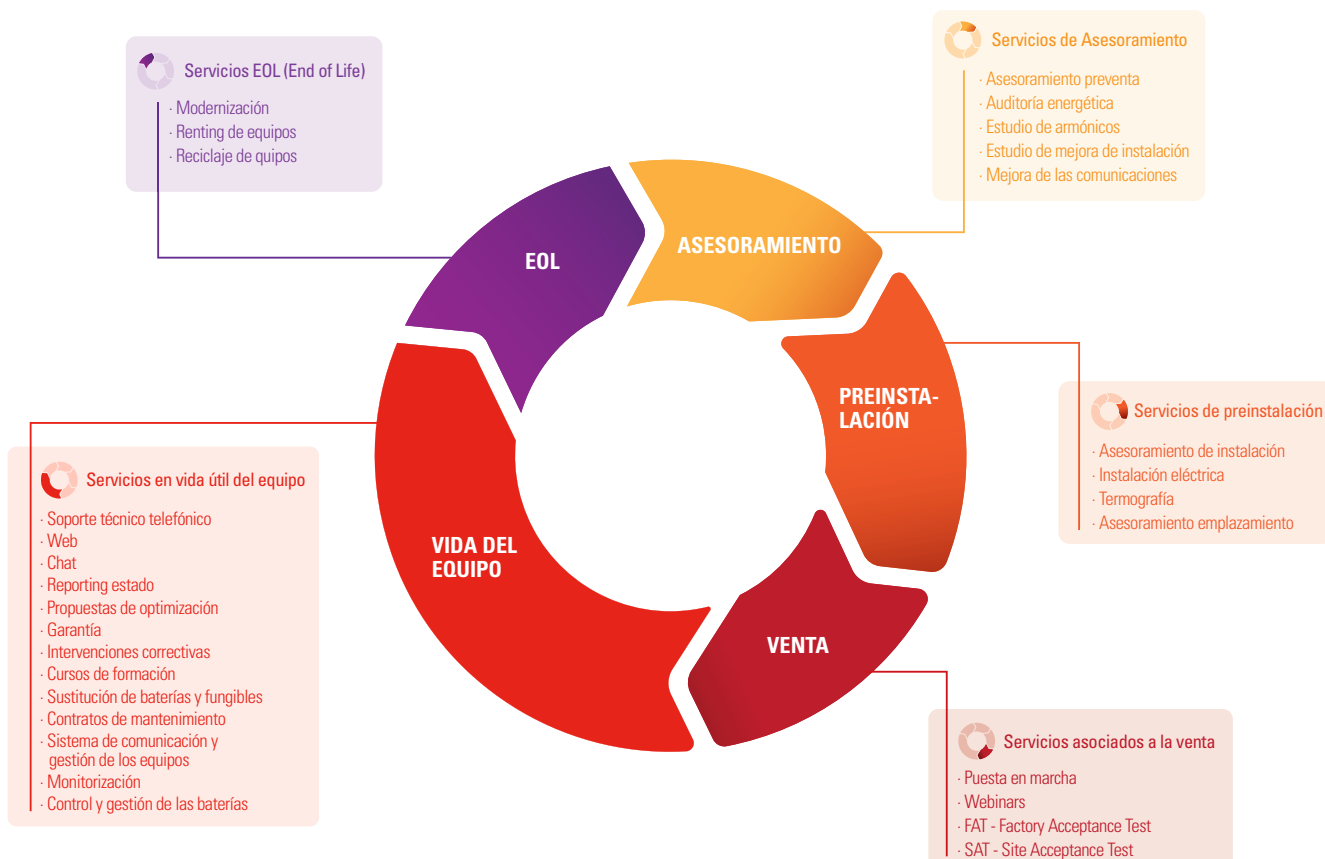 Servicios EOL (End of Life)
· Modernización
· Renting de equipos
· Reciclaje de quipos
Servicios de Asesoramiento
· Asesoramiento preventa
· Auditoría energética
· Estudio de armónicos
· Estudio de mejora de instalación
· Mejora de las comunicaciones
EOL
ASESORAMIENTO
PREINSTA-
LACIÓN
VENTA
VIDA DEL
EQUIPO
Servicios de preinstalación
· Asesoramiento de instalación
· Instalación eléctrica
· Termografía
· Asesoramiento emplazamiento
Servicios en vida útil del equipo
· Soporte técnico telefónico
· Web
· Chat
· Reporting estado
· Propuestas de optimización
· Garantía
· Intervenciones correctivas
· Cursos de formación
· Sustitución de baterías y fungibles
· Contratos de mantenimiento
· Sistema de comunicación y
gestión de los equipos
· Monitorización
· Control y gestión de las baterías
Servicios asociados a la venta
· Puesta en marcha
· Webinars
· FAT - Factory Acceptance Test
· SAT - Site Acceptance Test